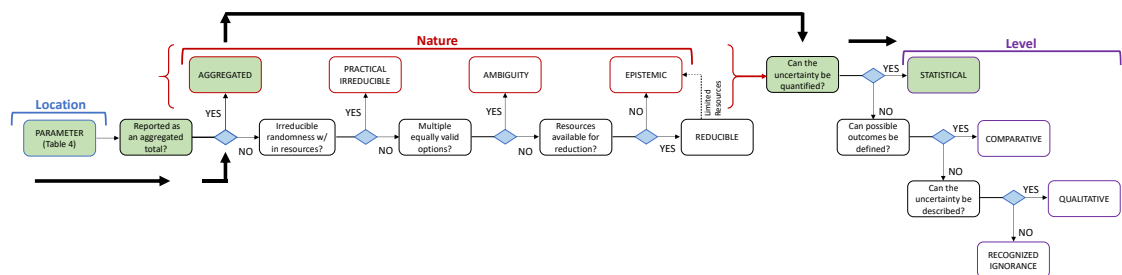 Nature
Level
Location
AGGREGATED
PRACTICAL
IRREDUCIBLE
AMBIGUITY
EPISTEMIC
Limited
Resources
Can the
uncertainty be
quantified?
YES
STATISTICAL
YES
YES
YES
NO
NO
PARAMETER
(Table 4)
Reported as
an aggregated
total?
NO
Irreducible
randomness w/
in resources?
NO
Multiple
equally valid
options?
NO
Resources
available for
reduction?
YES
REDUCIBLE
Can possible
outcomes be
defined?
YES
COMPARATIVE
NO
Can the
uncertainty be
described?
YES
QUALITATIVE
NO
RECOGNIZED
IGNORANCE